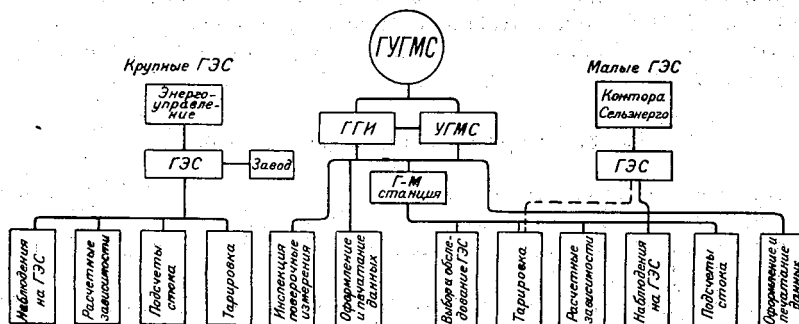 ГУГМС
Крупные ГЭС
Малые ГЭС
Энерго-
управле-
ние
Контора
Сельэнерго
ГГИ
УГМС
ГЭС
Завод
ГЭС
Г-М
станция
Наблюдения
на ГЭС
Расчетные
зависимости
Подсчеты
стока
Тарировка
Инспекция
поверочные
измерения
Оформление
и печатание
данных
Выбор и обсле-
дование ГЭС
Тарировка
Расчетные
зависимости
Наблюдения
на ГЭС
Подсчеты
стока
Оформление и
печатание
данных